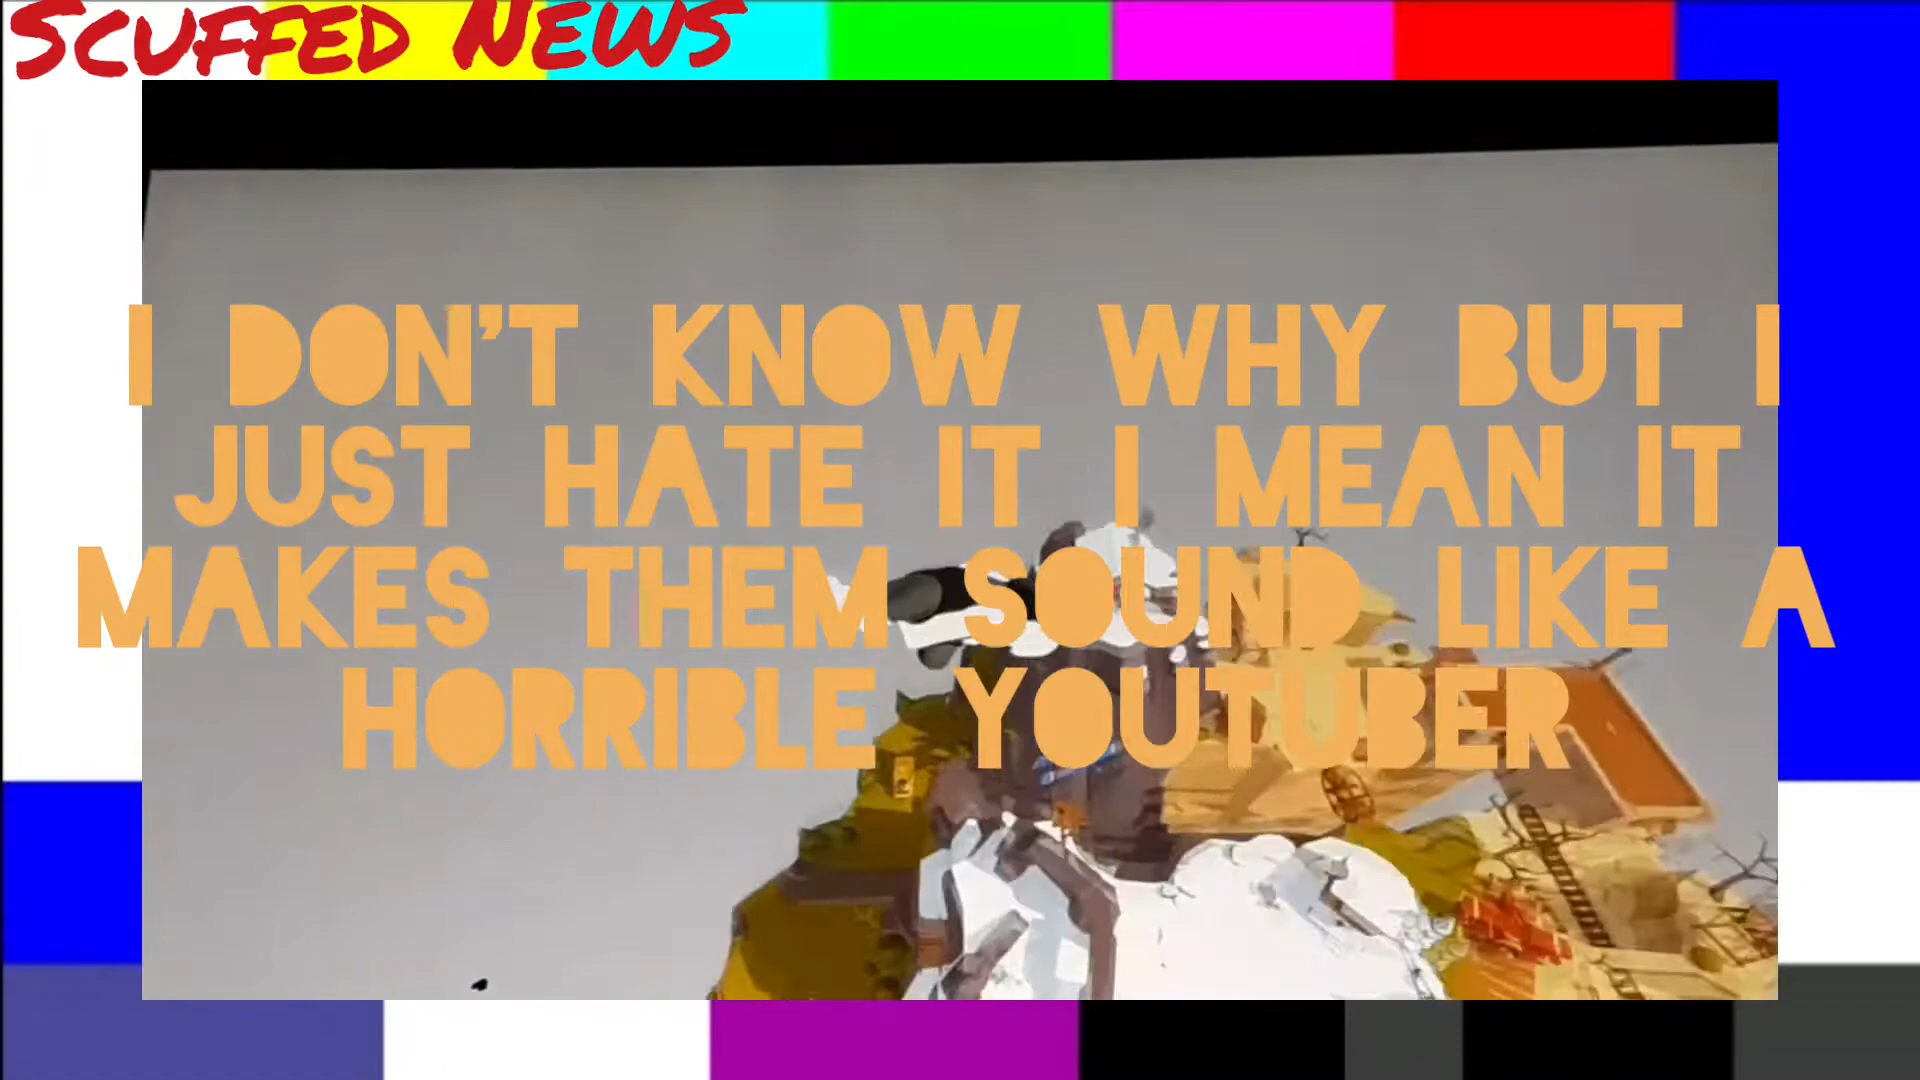 SCUFFED NEWS
I DON'T KNOW WHY BUT I
JUST HATE IT I MEAN IT
MAKES THEM SOUND LIKE A
HORRIBLE YOUTUBER